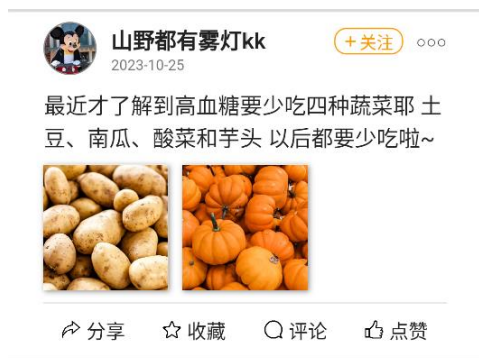 山野都有雾灯kk
+关注
2023-10-25
最近才了解到高血糖要少吃四种蔬菜耶 土
豆、南瓜、酸菜和芋头 以后都要少吃啦~
分享 收藏 评论 点赞